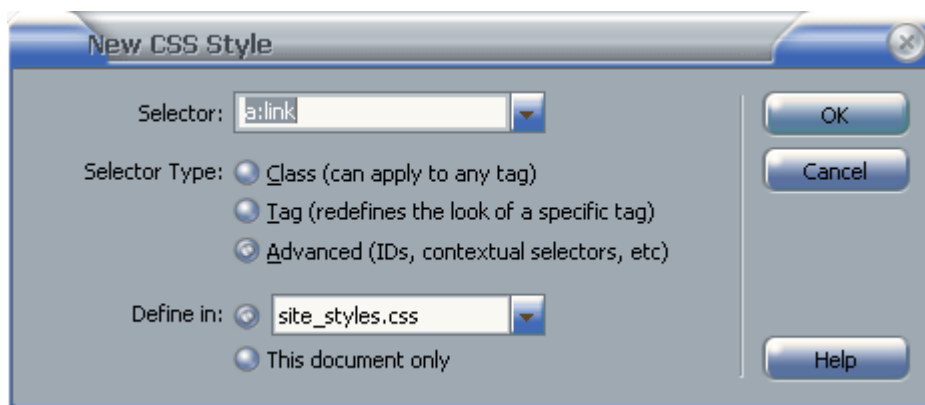 New CSS Style
Selector: a:link
OK
Selector Type: Class (can apply to any tag)
Cancel
Tag (redefines the look of a specific tag)
Advanced (IDs, contextual selectors, etc)
Define in: site_styles.css
This document only
Help